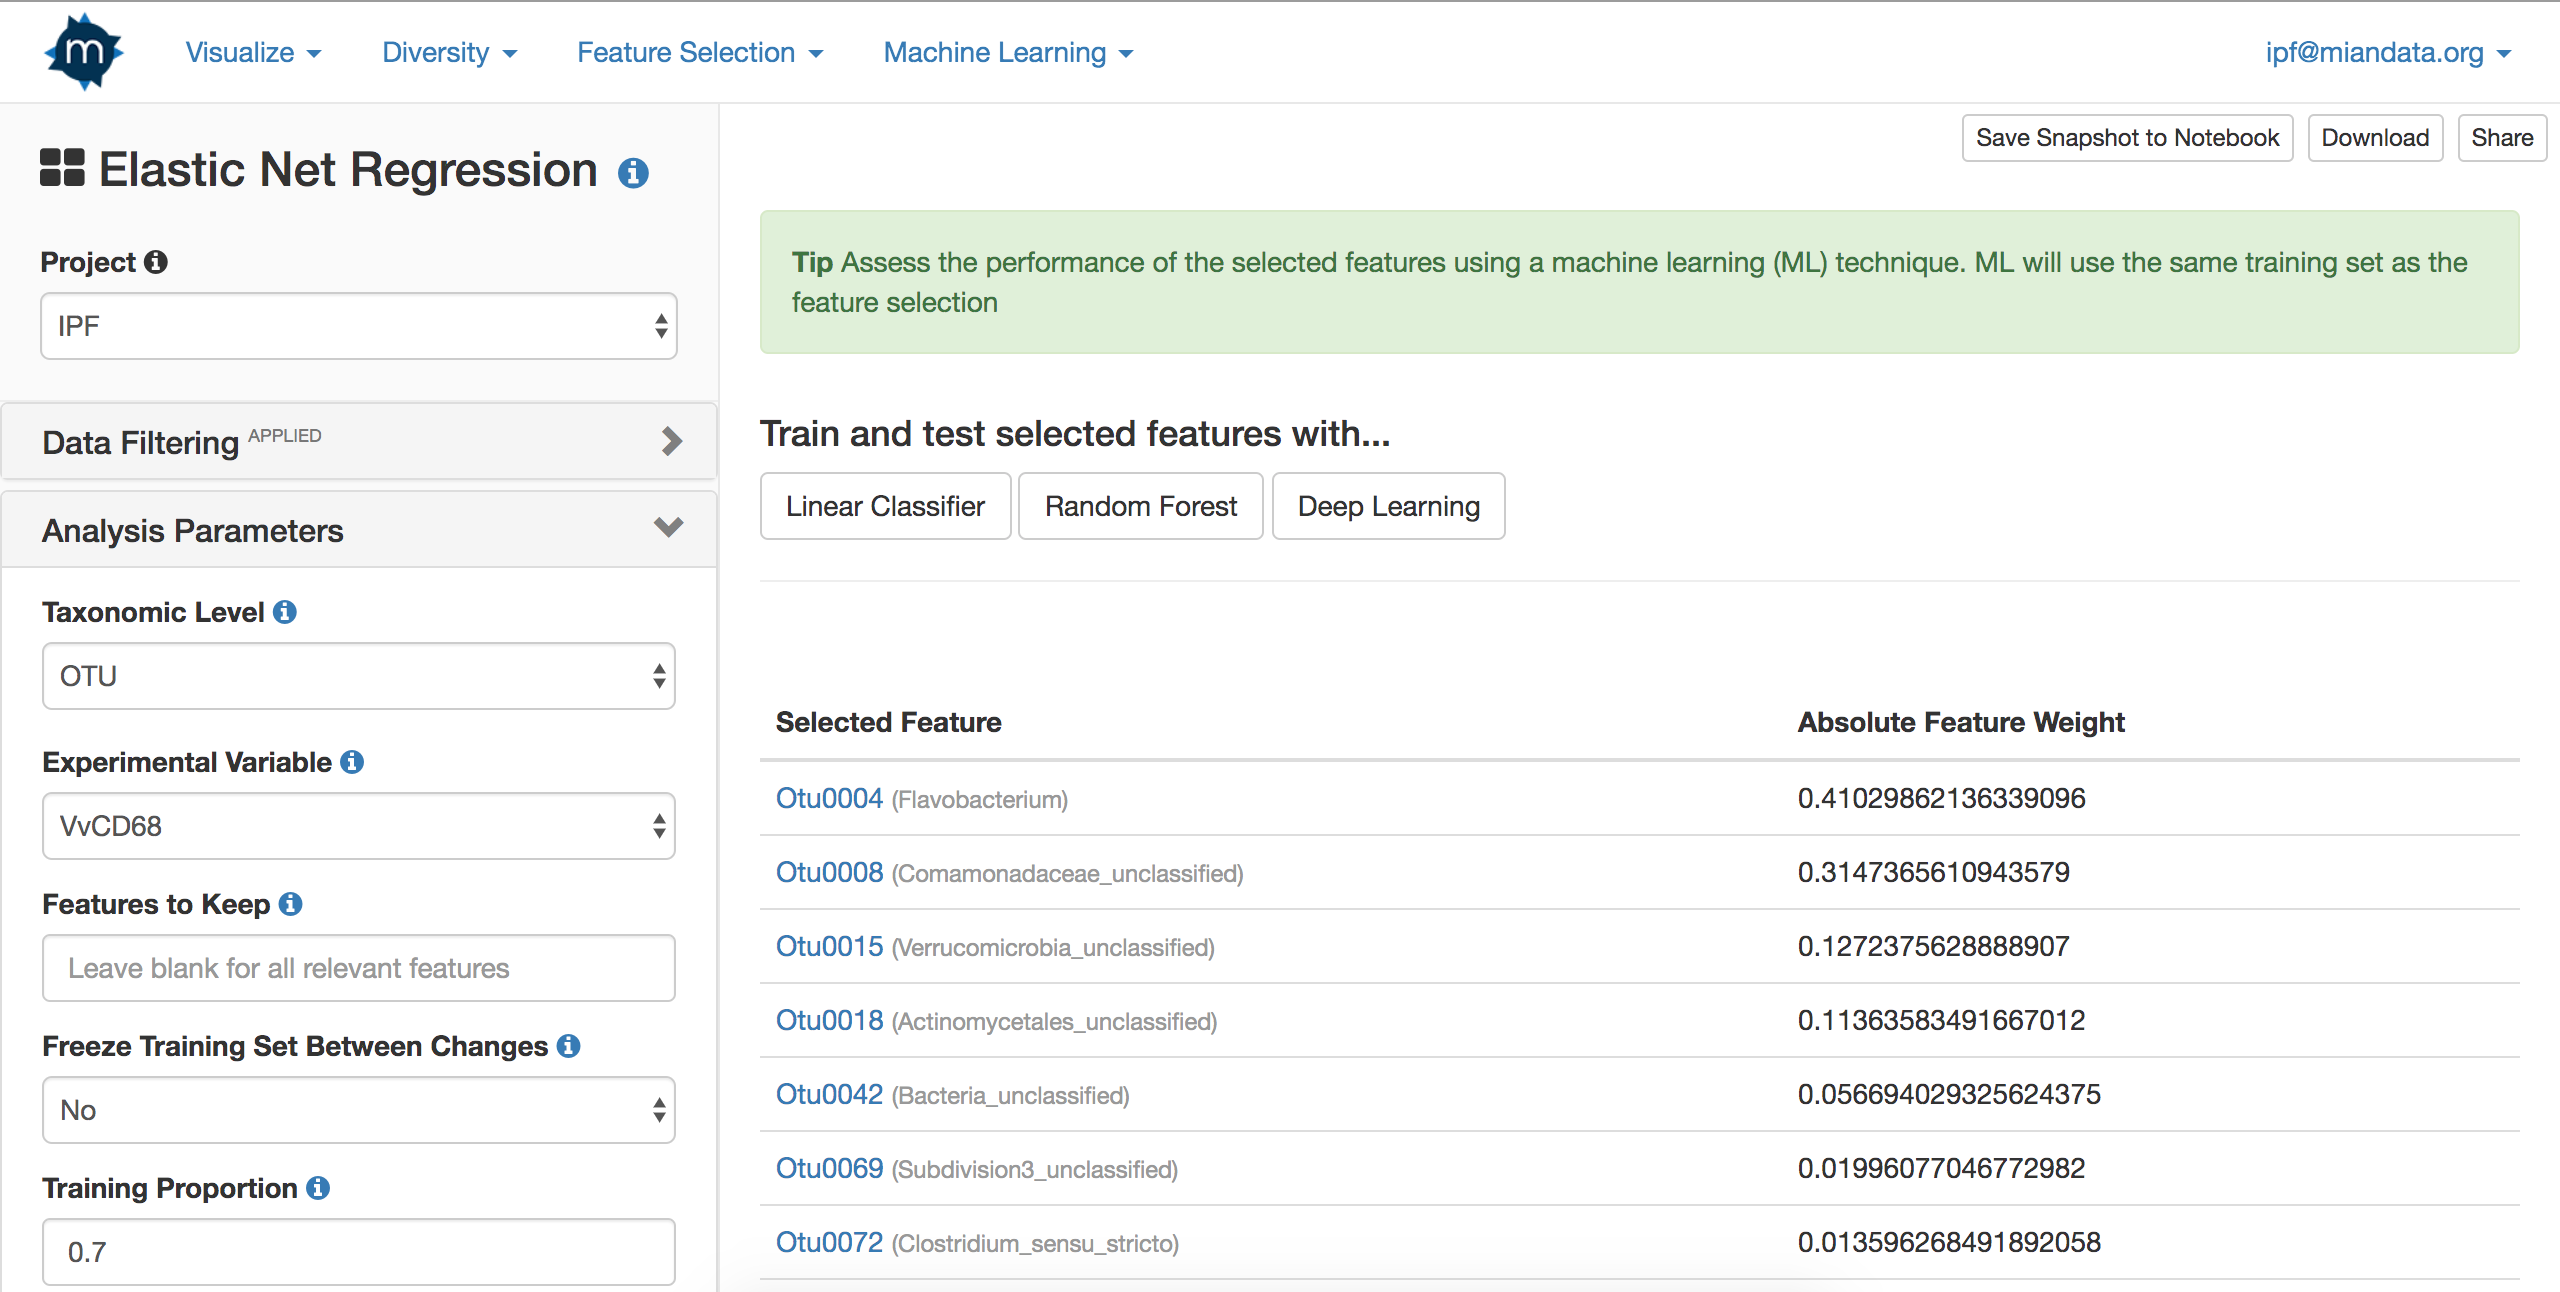 m
Visualize
Diversity
Feature Selection
Machine Learning
ipf@miandata.org
Save Snapshot to Notebook
Download
Share
Elastic Net Regression
Project
IPF
Data Filtering APPLIED
Analysis Parameters
Taxonomic Level
OTU
Experimental Variable
VvCD68
Features to Keep
Leave blank for all relevant features
Freeze Training Set Between Changes
No
Training Proportion
0.7
Tip Assess the performance of the selected features using a machine learning (ML) technique. ML will use the same training set as the
feature selection
Train and test selected features with...
Linear Classifier
Random Forest
Deep Learning
Selected Feature Absolute Feature Weight
Otu0004 (Flavobacterium) 0.41029862136339096
Otu0008 (Comamonadaceae_unclassified) 0.3147365610943579
Otu0015 (Verrucomicrobia_unclassified) 0.1272375628888907
Otu0018 (Actinomycetales_unclassified) 0.11363583491667012
Otu0042 (Bacteria_unclassified) 0.056694029325624375
Otu0069 (Subdivision3_unclassified) 0.01996077046772982
Otu0072 (Clostridium_sensu_stricto) 0.013596268491892058